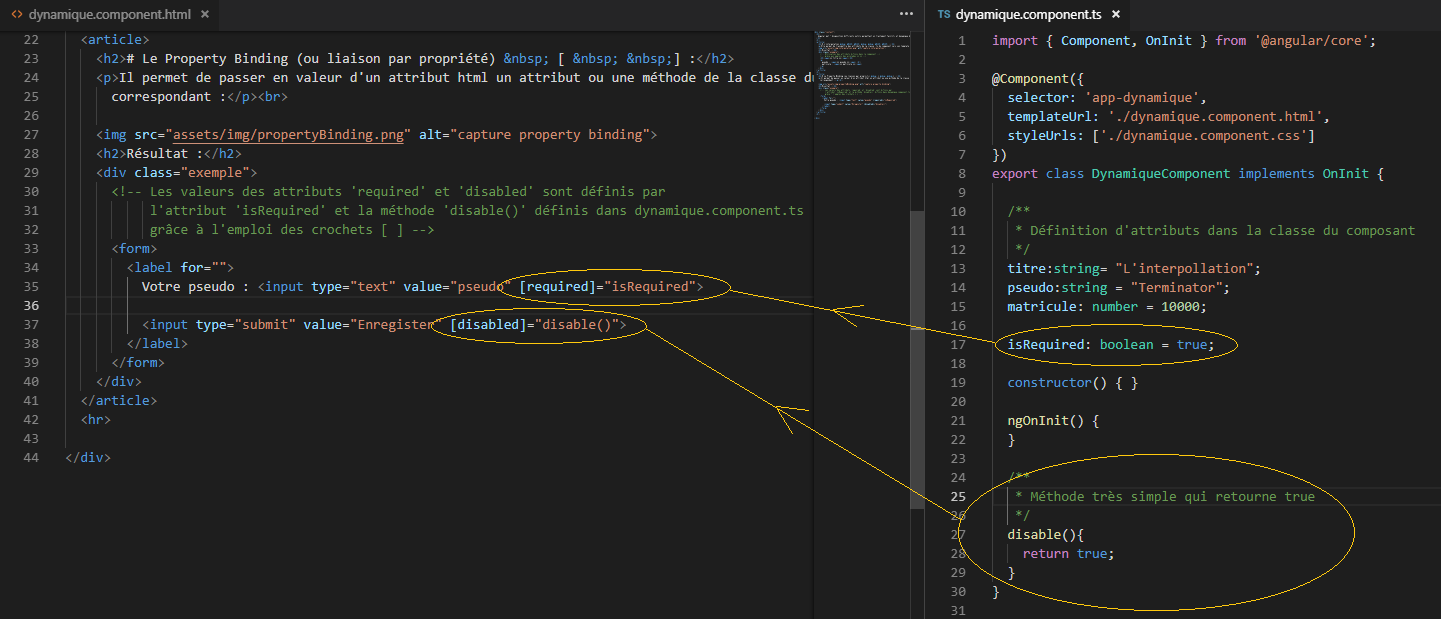 dynamique.component.html
22 <article>
23 <h2># Le Property Binding (ou liaison par propriété) &nbsp; [ &nbsp; &nbsp;] :</h2>
24 <p>Il permet de passer en valeur d'un attribut html un attribut ou une méthode de la classe du
25 correspondant :</p><br>
26
27 <img src="assets/img/propertyBinding.png" alt="capture property binding">
28 <h2>Résultat :</h2>
29 <div class="exemple">
30 <!-- Les valeurs des attributs 'required' et 'disabled' sont définis par
31 l'attribut 'isRequired' et la méthode 'disable()' définis dans dynamique.component.ts
32 grâce à l'emploi des crochets [ ] -->
33 <form>
34 <label for="">
35 Votre pseudo : <input type="text" value="pseudo" [required]="isRequired">
36
37 <input type="submit" value="Enregister" [disabled]="disable()">
38 </label>
39 </form>
40 </div>
41 </article>
42 <hr>
43
44 </div>
TS dynamique.component.ts
1 import { Component, OnInit } from '@angular/core';
2
3 @Component({
4 selector: 'app-dynamique',
5 templateUrl: './dynamique.component.html',
6 styleUrls: ['./dynamique.component.css']
7 })
8 export class DynamiqueComponent implements OnInit {
9
10 /**
11 * Définition d'attributs dans la classe du composant
12 */
13 titre:string= "L'interpollation";
14 pseudo:string = "Terminator";
15 matricule: number = 10000;
16
17 isRequired: boolean = true;
18
19 constructor() { }
20
21 ngOnInit() {
22 }
23
24 /**
25 * Méthode très simple qui retourne true
26 */
27 disable(){
28 return true;
29 }
30 }
31